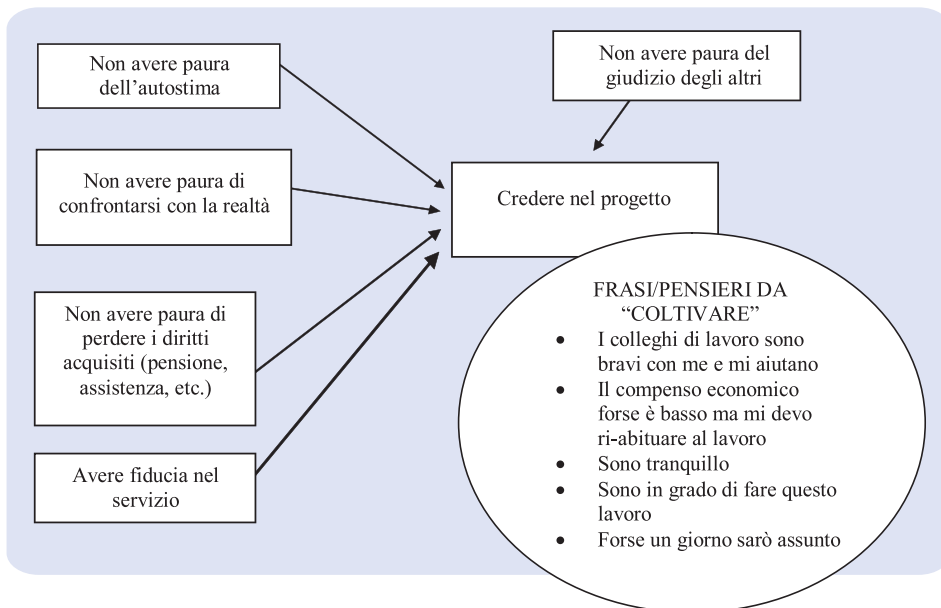 Non avere paura
dell'autostima
Non avere paura del
giudizio degli altri
Non avere paura di
confrontarsi con la realtà
Credere nel progetto
Non avere paura di
perdere i diritti
acquisiti (pensione,
assistenza, etc.)
Avere fiducia nel
servizio
FRASI/PENSIERI DA
“COLTIVARE”
• I colleghi di lavoro sono
bravi con me e mi aiutano
• Il compenso economico
forse è basso ma mi devo
ri-abituare al lavoro
• Sono tranquillo
• Sono in grado di fare questo
lavoro
• Forse un giorno sarò assunto